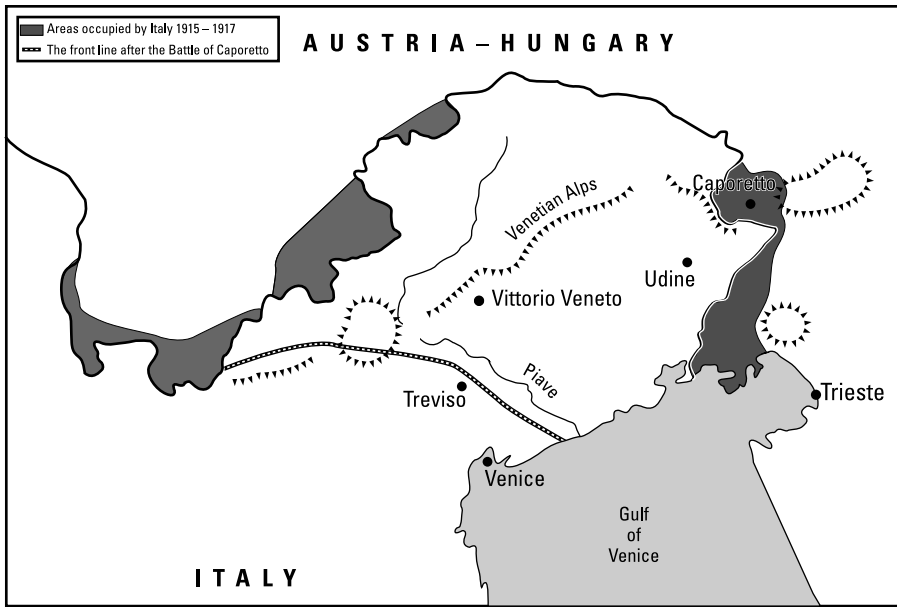 Areas occupied by Italy 1915 – 1917
The front line after the Battle of Caporetto
AUSTRIA – HUNGARY
Caporetto
Venetian Alps
Udine
Vittorio Veneto
Piave
Treviso
Trieste
Venice
Gulf
of
Venice
ITALY